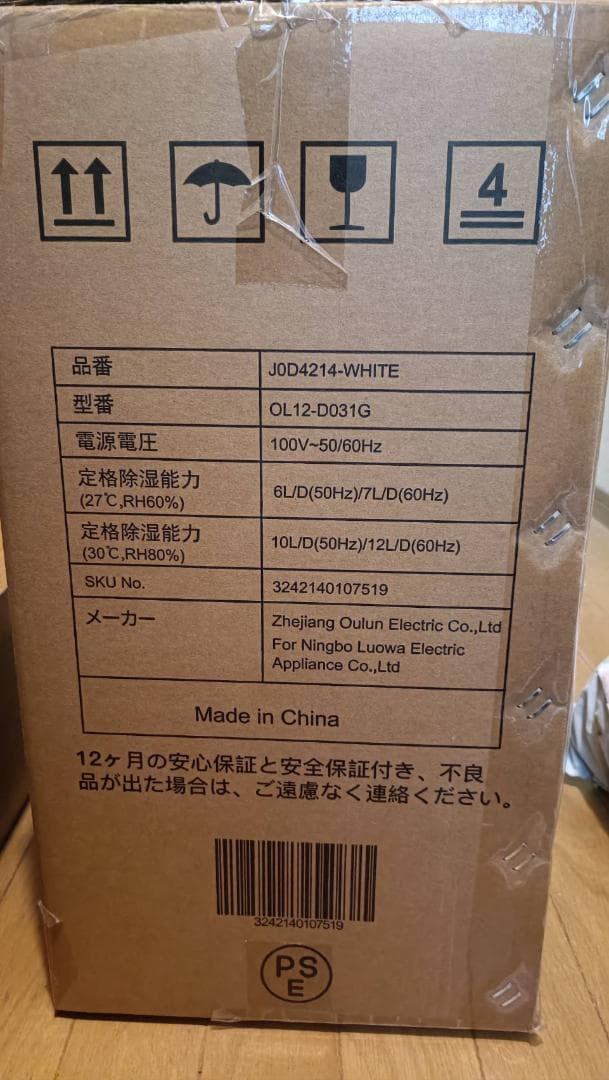 4
品番 J0D4214-WHITE
型番 OL12-D031G
電源電圧 100V~50/60Hz
定格除湿能力
(27℃,RH60%) 6L/D(50Hz)/7L/D(60Hz)
定格除湿能力
(30℃,RH80%) 10L/D(50Hz)/12L/D(60Hz)
SKU No. 3242140107519
メーカー Zhejiang Oulun Electric Co.,Ltd
For Ningbo Luowa Electric
Appliance Co.,Ltd
Made in China
12ヶ月の安心保証と安全保証付き、不良
品が出た場合は、ご遠慮なく連絡ください。
3242140107519
PS
E